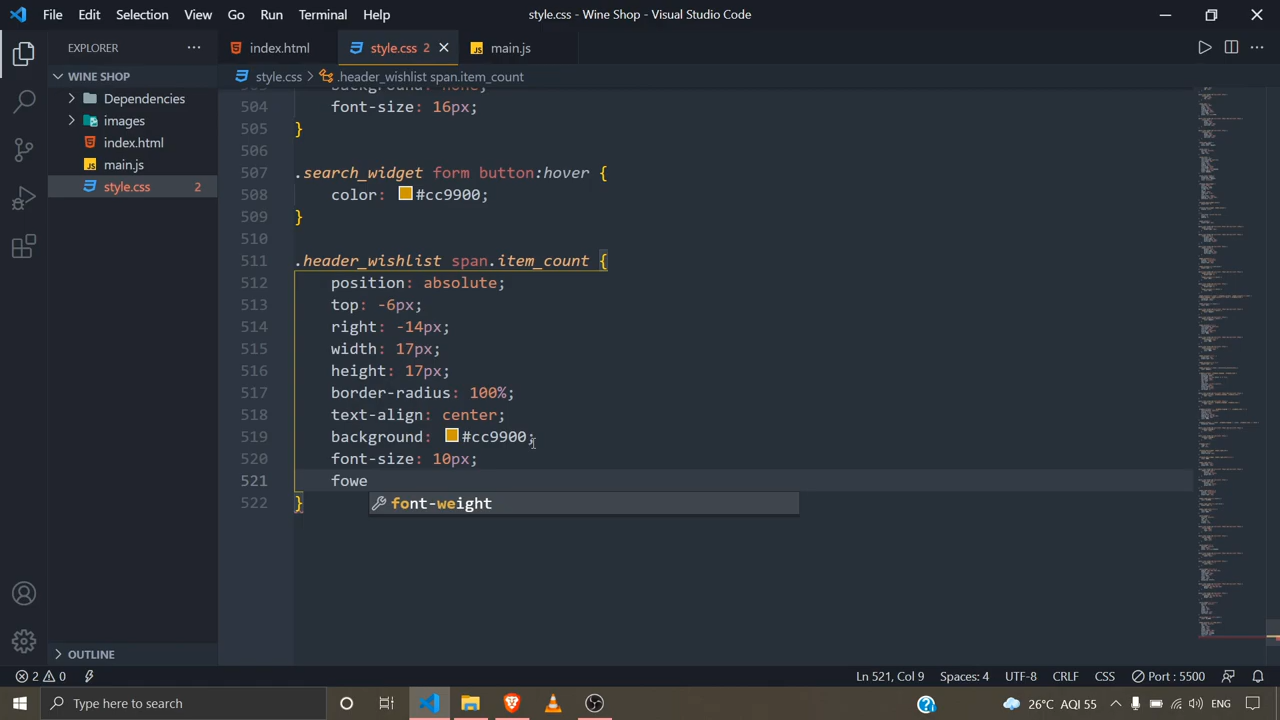 File Edit Selection View Go Run Terminal Help style.css - Wine Shop - Visual Studio Code
EXPLORER
index.html
style.css 2
main.js
WINE SHOP
style.css > .header_wishlist span.item_count
Dependencies
images
index.html
main.js
style.css 2
504 font-size: 16px;
505 }
506
507 .search_widget form button:hover {
508 color: #cc9900;
509 }
510
511 .header_wishlist span.item_count {
512 position: absolute;
513 top: -6px;
514 right: -14px;
515 width: 17px;
516 height: 17px;
517 border-radius: 100%;
518 text-align: center;
519 background: #cc9900;
520 font-size: 10px;
521 fowe
font-weight
522 }
OUTLINE
2 0 Ln 521, Col 9 Spaces: 4 UTF-8 CRLF CSS Port : 5500
Type here to search
26°C AQI 55 ENG